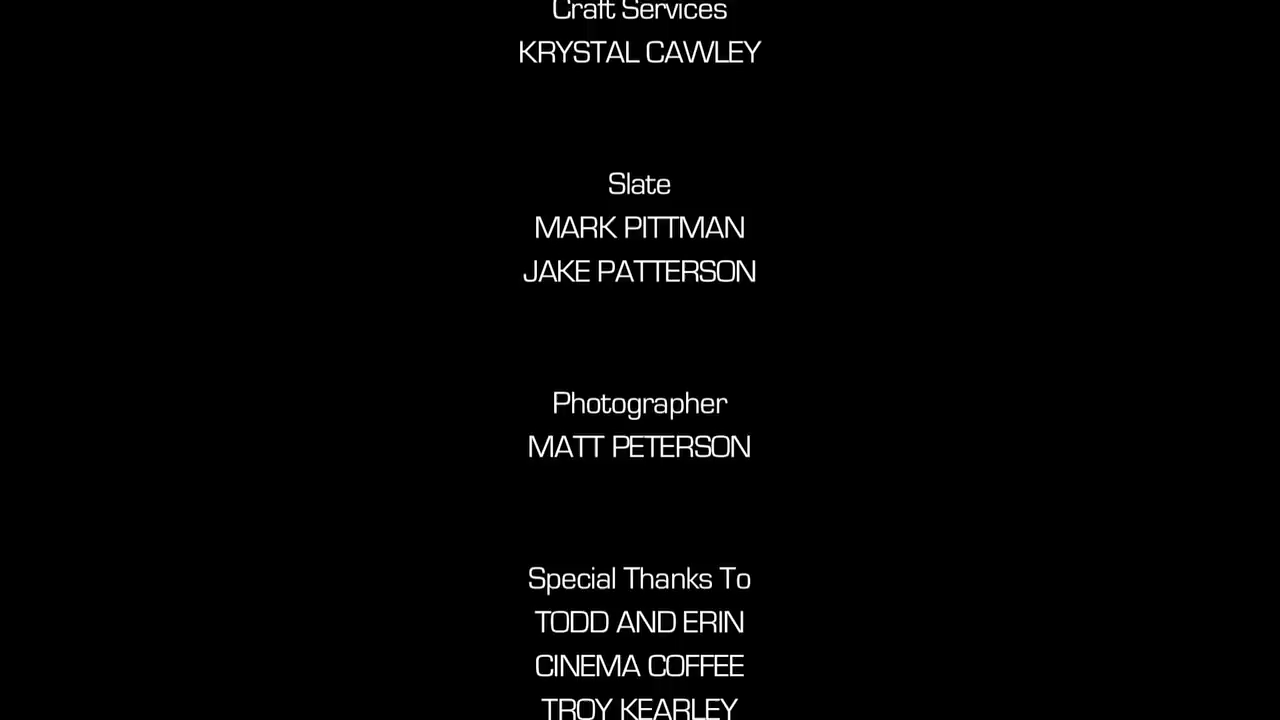 Craft Services
KRYSTAL CAWLEY
Slate
MARK PITTMAN
JAKE PATTERSON
Photographer
MATT PETERSON
Special Thanks To
TODD AND ERIN
CINEMA COFFEE
TROY KEARLEY